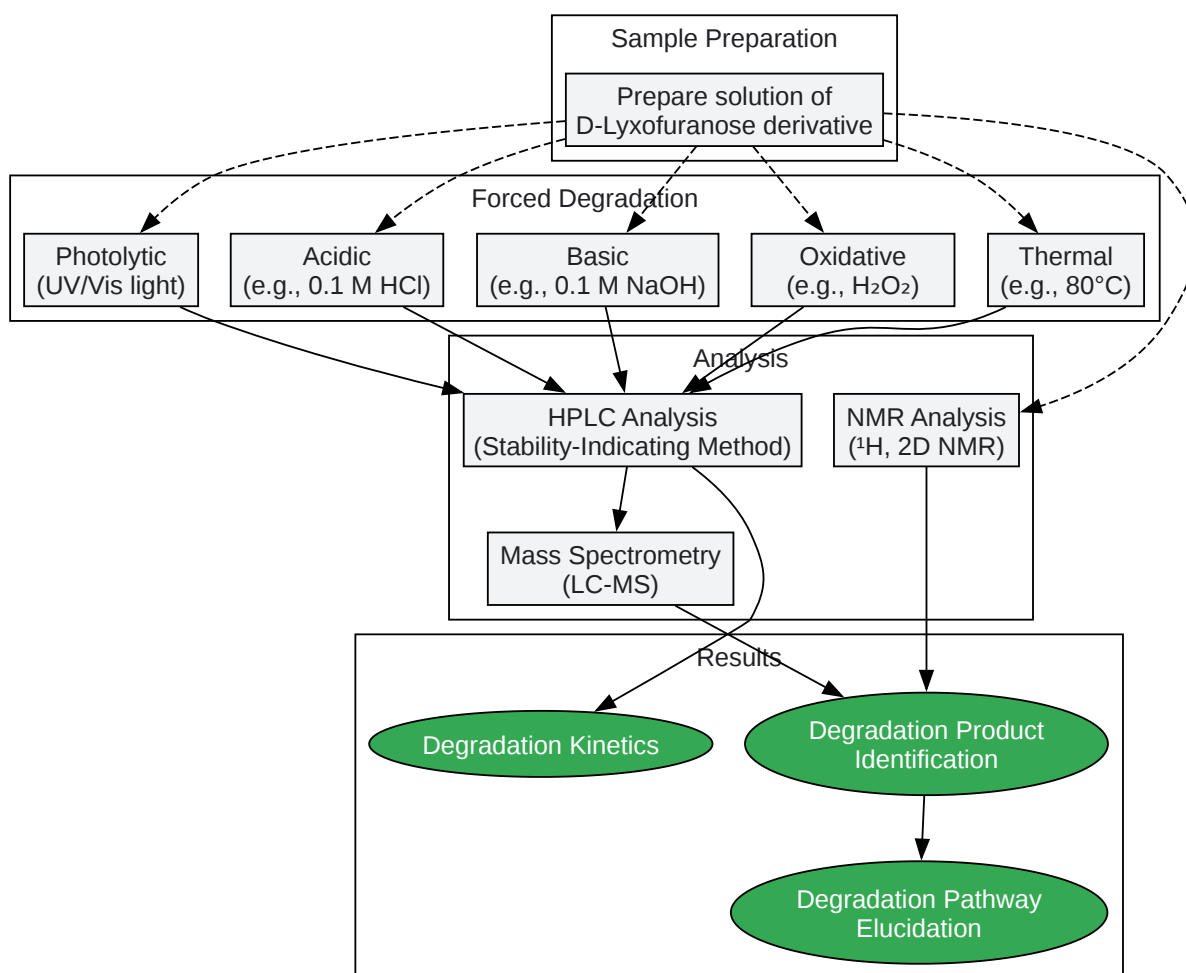 Sample Preparation
Prepare solution of
D-Lyxofuranose derivative
Forced Degradation
Photolytic
(UV/Vis light)
Acidic
(e.g., 0.1 M HCl)
Basic
(e.g., 0.1 M NaOH)
Oxidative
(e.g., H₂O₂)
Thermal
(e.g., 80°C)
Analysis
HPLC Analysis
(Stability-Indicating Method)
NMR Analysis
(¹H, 2D NMR)
Mass Spectrometry
(LC-MS)
Results
Degradation Kinetics
Degradation Product
Identification
Degradation Pathway
Elucidation